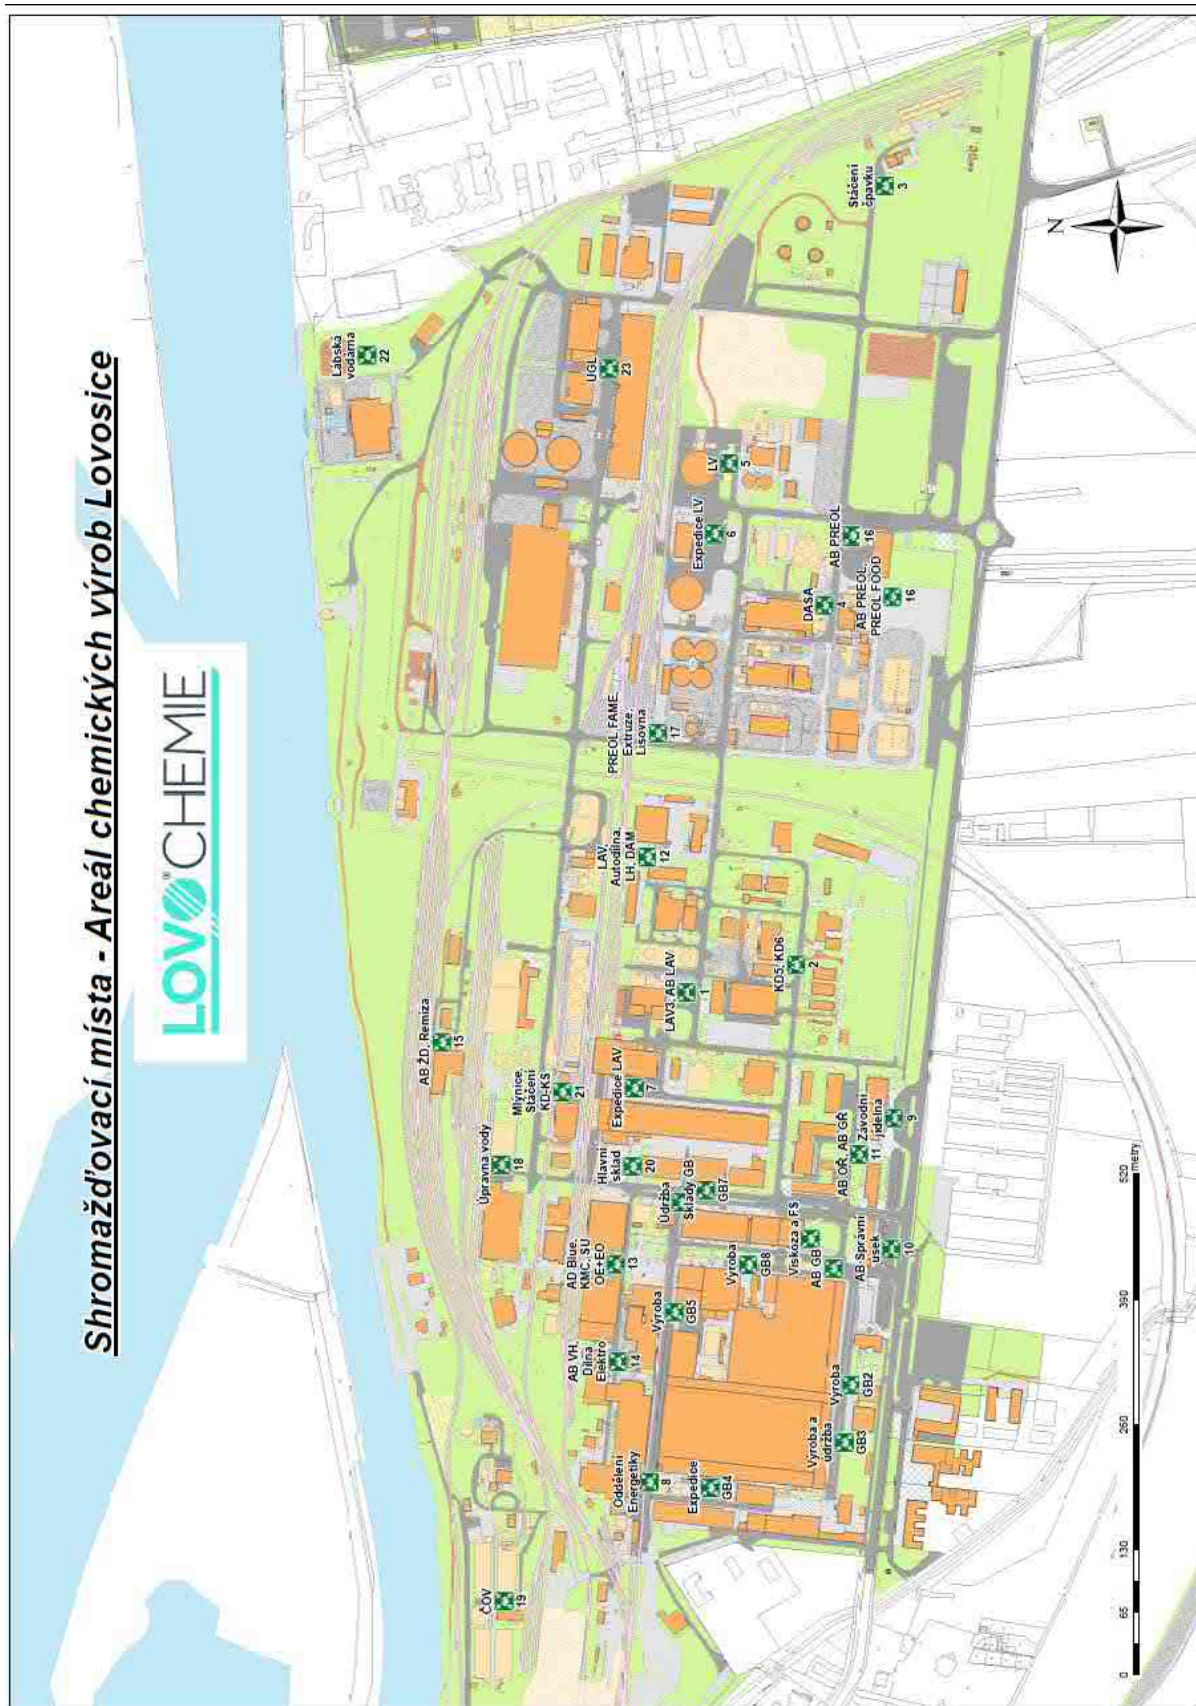 Shromažďovací místa - Areál chemických výrob Lovosice
LOVOCHEMIE
®
N
Labská
vodárna
22
Stáčení
čpavku
3
UGL
23
LV
5
Expedice LV
6
AB PREOL
16
AB PREOL,
PREOL FOOD
16
DASA
4
PREOL FAME,
Extruze,
Lisovna
17
LAV,
Autodílna,
LH, DAM
12
LAV3, AB LAV
1
KD5, KD6
2
AB ŽD, Remíza
15
Mlýnice,
Stáčení
KD-KS
21
Expedice LAV
7
Úpravna vody
18
Hlavní
sklad
20
Údržba
Sklady, GB
GB7
AB OŘ, AB GŘ
11
Závodní
jídelna
9
AD Blue,
KMC, SU
OE+EO
13
Výroba
GB8
Viskóza a FS
AB GB
AB-Správní
úsek
10
Výroba
GB5
AB VH,
Dílna
Elektro
14
Výroba
GB2
Výroba a
údržba
GB3
Oddělení
Energetiky
8
Expedice
GB4
ČOV
19
0 65 130 260 390 520
metry